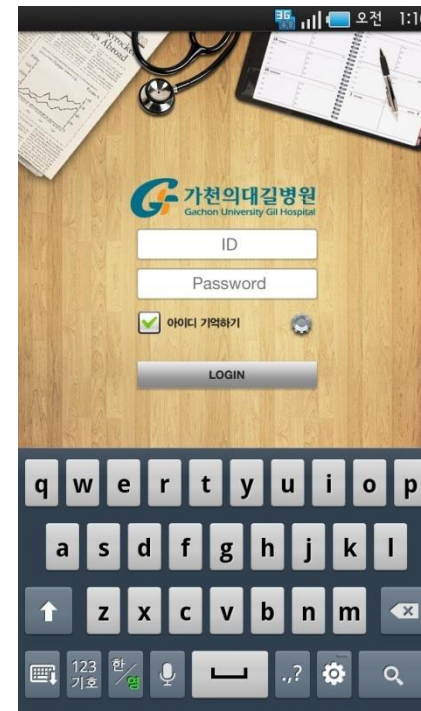 3G
오전 1:1
가천의대길병원
Gachon University Gil Hospital
ID
Password
아이디 기억하기
LOGIN
q w e r t y u i o p
a s d f g h j k l
z x c v b n m
123 한/영 .,?
기호